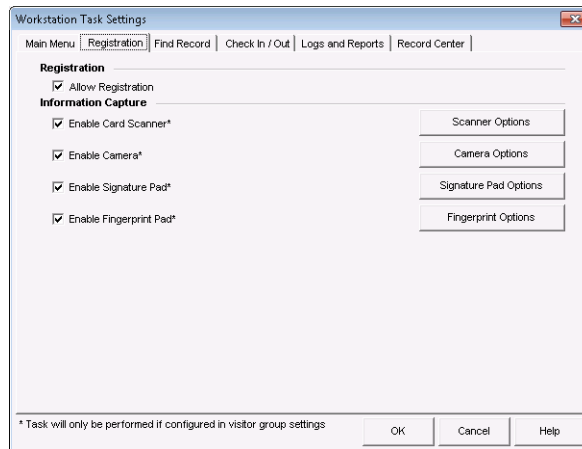 Workstation Task Settings
Main Menu Registration Find Record Check In / Out Logs and Reports Record Center
Registration
Allow Registration
Information Capture
Enable Card Scanner* Scanner Options
Enable Camera* Camera Options
Enable Signature Pad* Signature Pad Options
Enable Fingerprint Pad* Fingerprint Options
* Task will only be performed if configured in visitor group settings OK Cancel Help